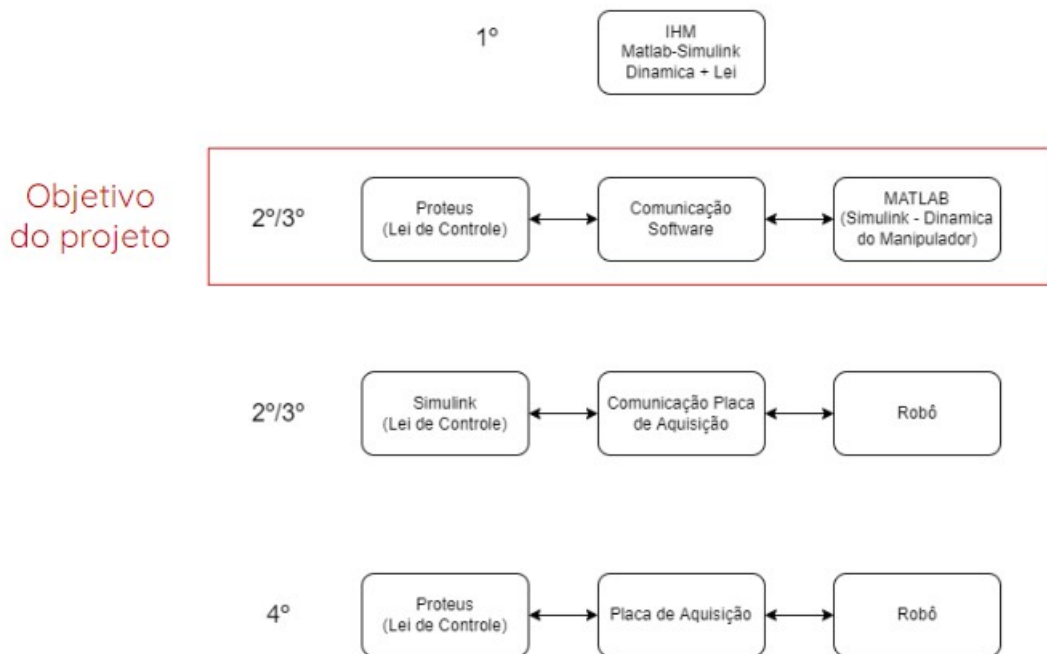 1º
IHM
Matlab-Simulink
Dinamica + Lei
Objetivo
do projeto
2º/3º
Proteus
(Lei de Controle)
Comunicação
Software
MATLAB
(Simulink - Dinamica
do Manipulador)
2º/3º
Simulink
(Lei de Controle)
Comunicação Placa
de Aquisição
Robô
4º
Proteus
(Lei de Controle)
Placa de Aquisição
Robô